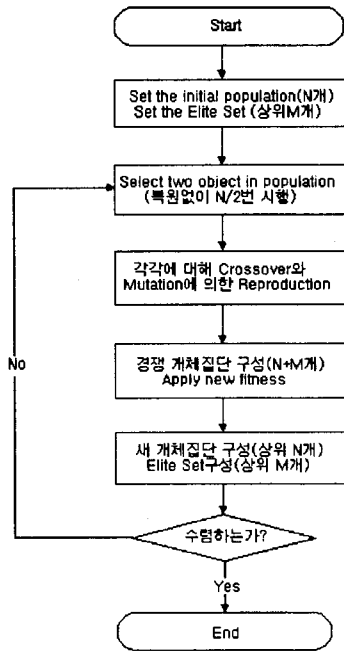 Start
Set the initial population(N개)
Set the Elite Set (상위M개)
Select two object in population
(복원없이 N/2번 시행)
각각에 대해 Crossover와
Mutation에 의한 Reproduction
No
경쟁 개체집단 구성(N+M개)
Apply new fitness
새 개체집단 구성(상위 N개)
Elite Set구성(상위 M개)
수렴하는가?
Yes
End